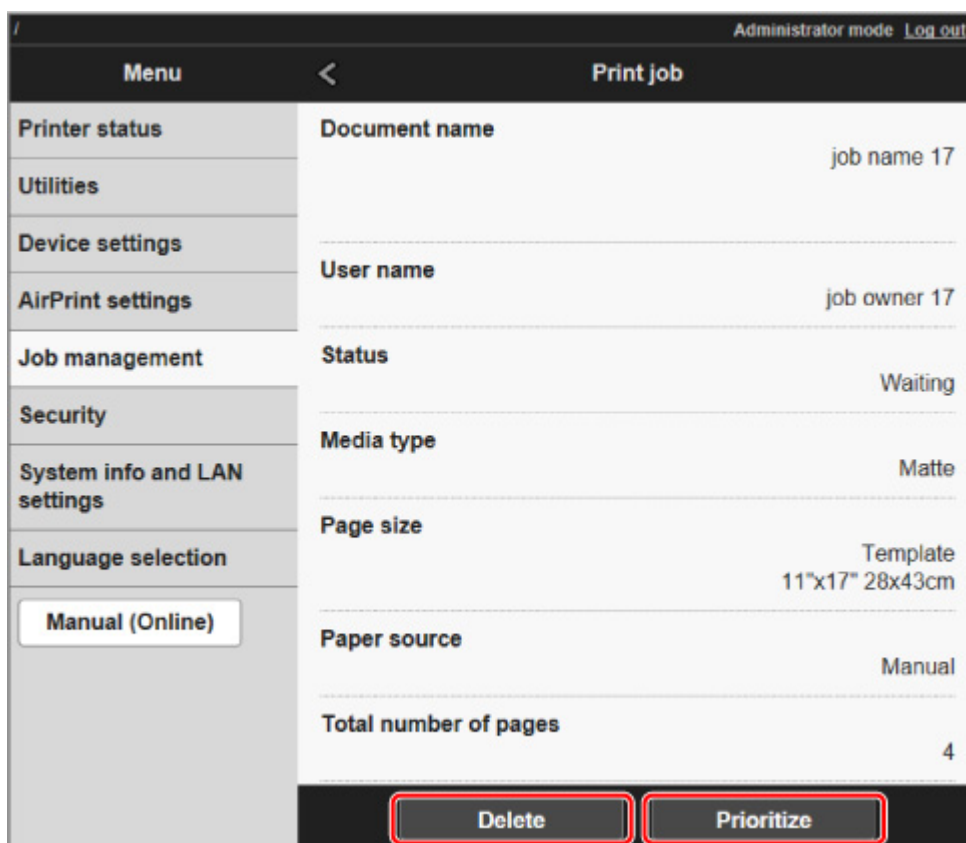 /
Administrator mode Log out
Menu
<
Print job
Printer status
Utilities
Device settings
AirPrint settings
Job management
Security
System info and LAN
settings
Language selection
Manual (Online)
Document name
job name 17
User name
job owner 17
Status
Waiting
Media type
Matte
Page size
Template
11"x17" 28x43cm
Paper source
Manual
Total number of pages
4
Delete
Prioritize